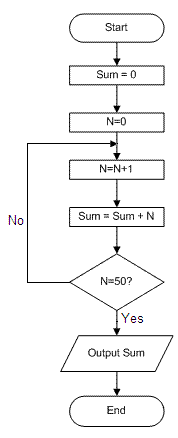 Start
Sum = 0
N=0
N=N+1
Sum = Sum + N
No
N=50?
Yes
Output Sum
End